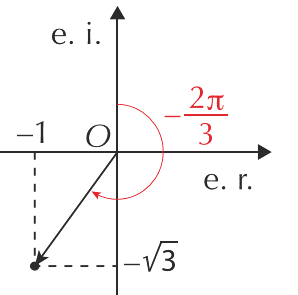 e. i.
-2π/3
–1
O
e. r.
–√3